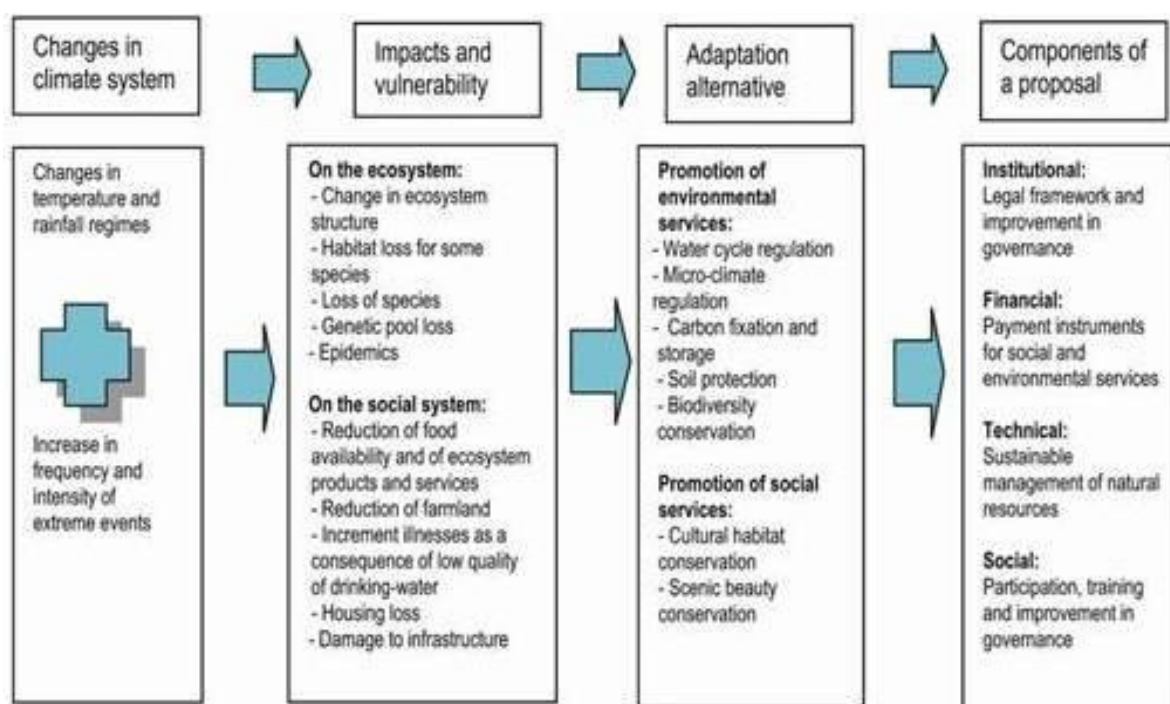 Changes in
climate system
Impacts and
vulnerability
Adaptation
alternative
Components of
a proposal
Changes in
temperature and
rainfall regimes
Increase in
frequency and
intensity of
extreme events
On the ecosystem:
- Change in ecosystem
structure
- Habitat loss for some
species
- Loss of species
- Genetic pool loss
- Epidemics
On the social system:
- Reduction of food
availability and of ecosystem
products and services
- Reduction of farmland
- Increment illnesses as a
consequence of low quality
of drinking-water
- Housing loss
- Damage to infrastructure
Promotion of
environmental
services:
- Water cycle regulation
- Micro-climate
regulation
- Carbon fixation and
storage
- Soil protection
- Biodiversity
conservation
Promotion of social
services:
- Cultural habitat
conservation
- Scenic beauty
conservation
Institutional:
Legal framework and
improvement in
governance
Financial:
Payment instruments
for social and
environmental services
Technical:
Sustainable
management of natural
resources
Social:
Participation, training
and improvement in
governance